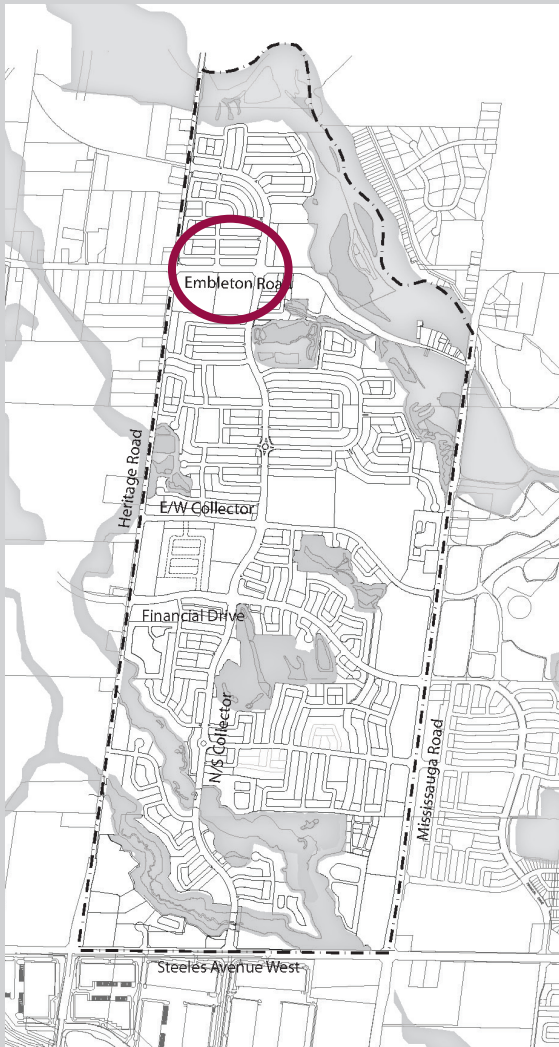 Embleton Road
Heritage Road
E/W Collector
Financial Drive
N/S Collector
Mississauga Road
Steeles Avenue West